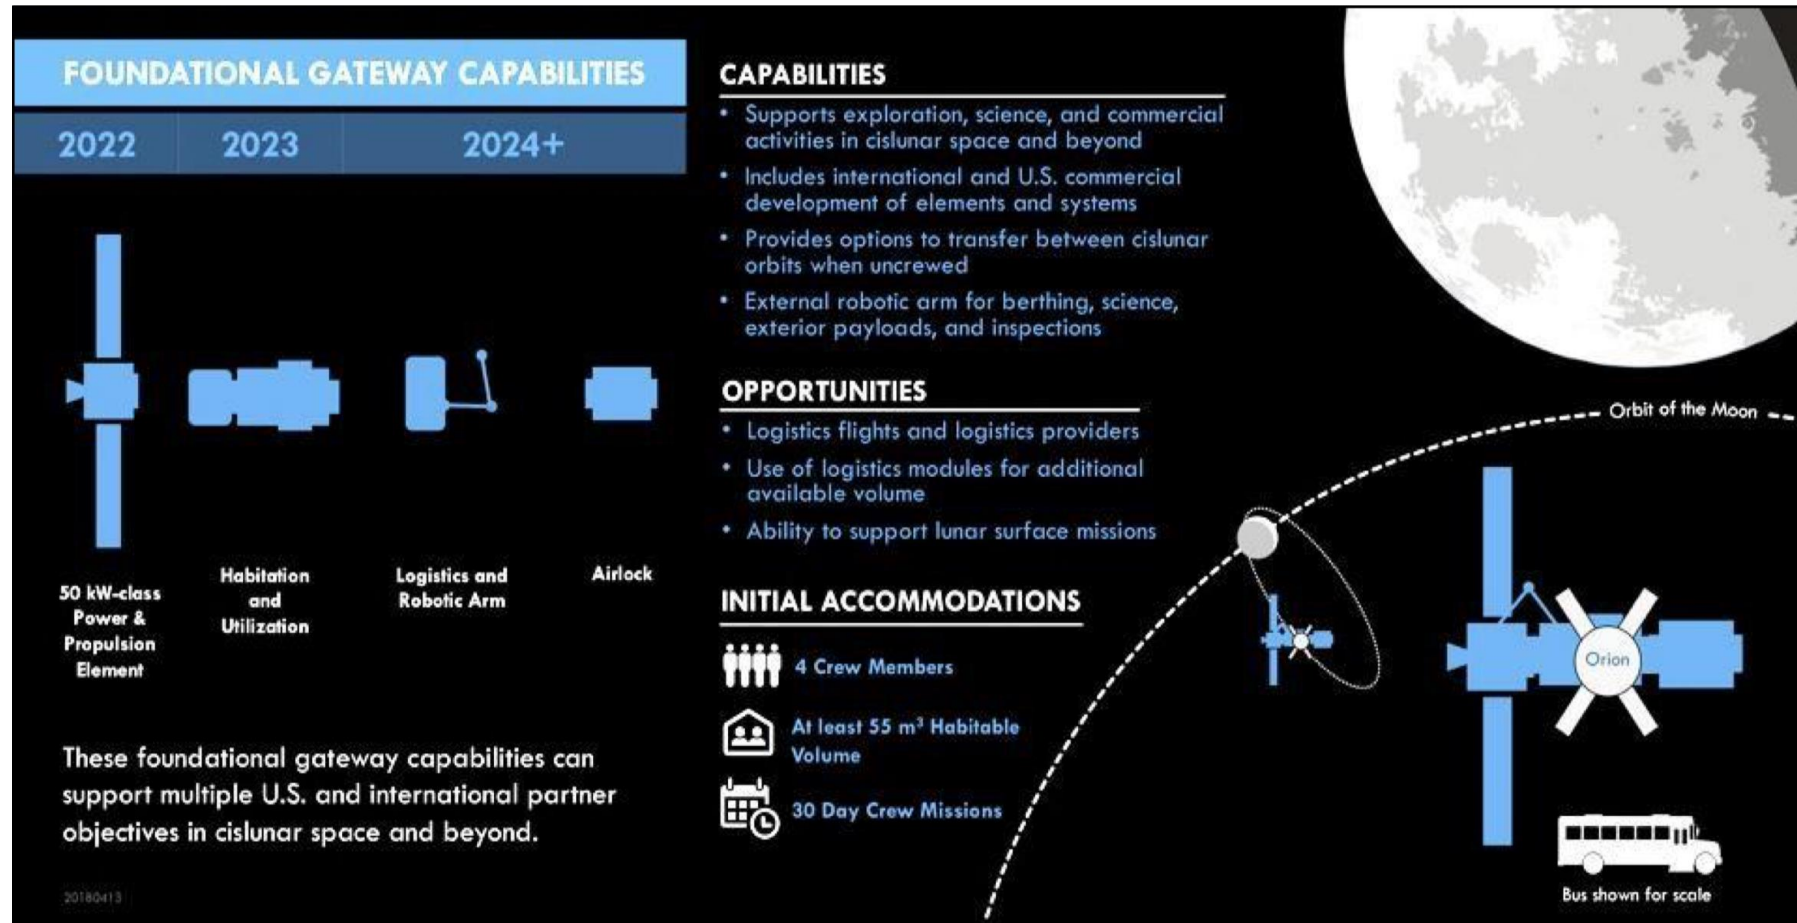 FOUNDATIONAL GATEWAY CAPABILITIES
2022
2023
2024+
50 kW-class
Power &
Propulsion
Element
Habitation
and
Utilization
Logistics and
Robotic Arm
Airlock
These foundational gateway capabilities can
support multiple U.S. and international partner
objectives in cislunar space and beyond.
20180413
CAPABILITIES
• Supports exploration, science, and commercial
activities in cislunar space and beyond
• Includes international and U.S. commercial
development of elements and systems
• Provides options to transfer between cislunar
orbits when uncrewed
• External robotic arm for berthing, science,
exterior payloads, and inspections
OPPORTUNITIES
• Logistics flights and logistics providers
• Use of logistics modules for additional
available volume
• Ability to support lunar surface missions
INITIAL ACCOMMODATIONS
4 Crew Members
At least 55 m³ Habitable
Volume
30 Day Crew Missions
Orbit of the Moon
Orion
Bus shown for scale